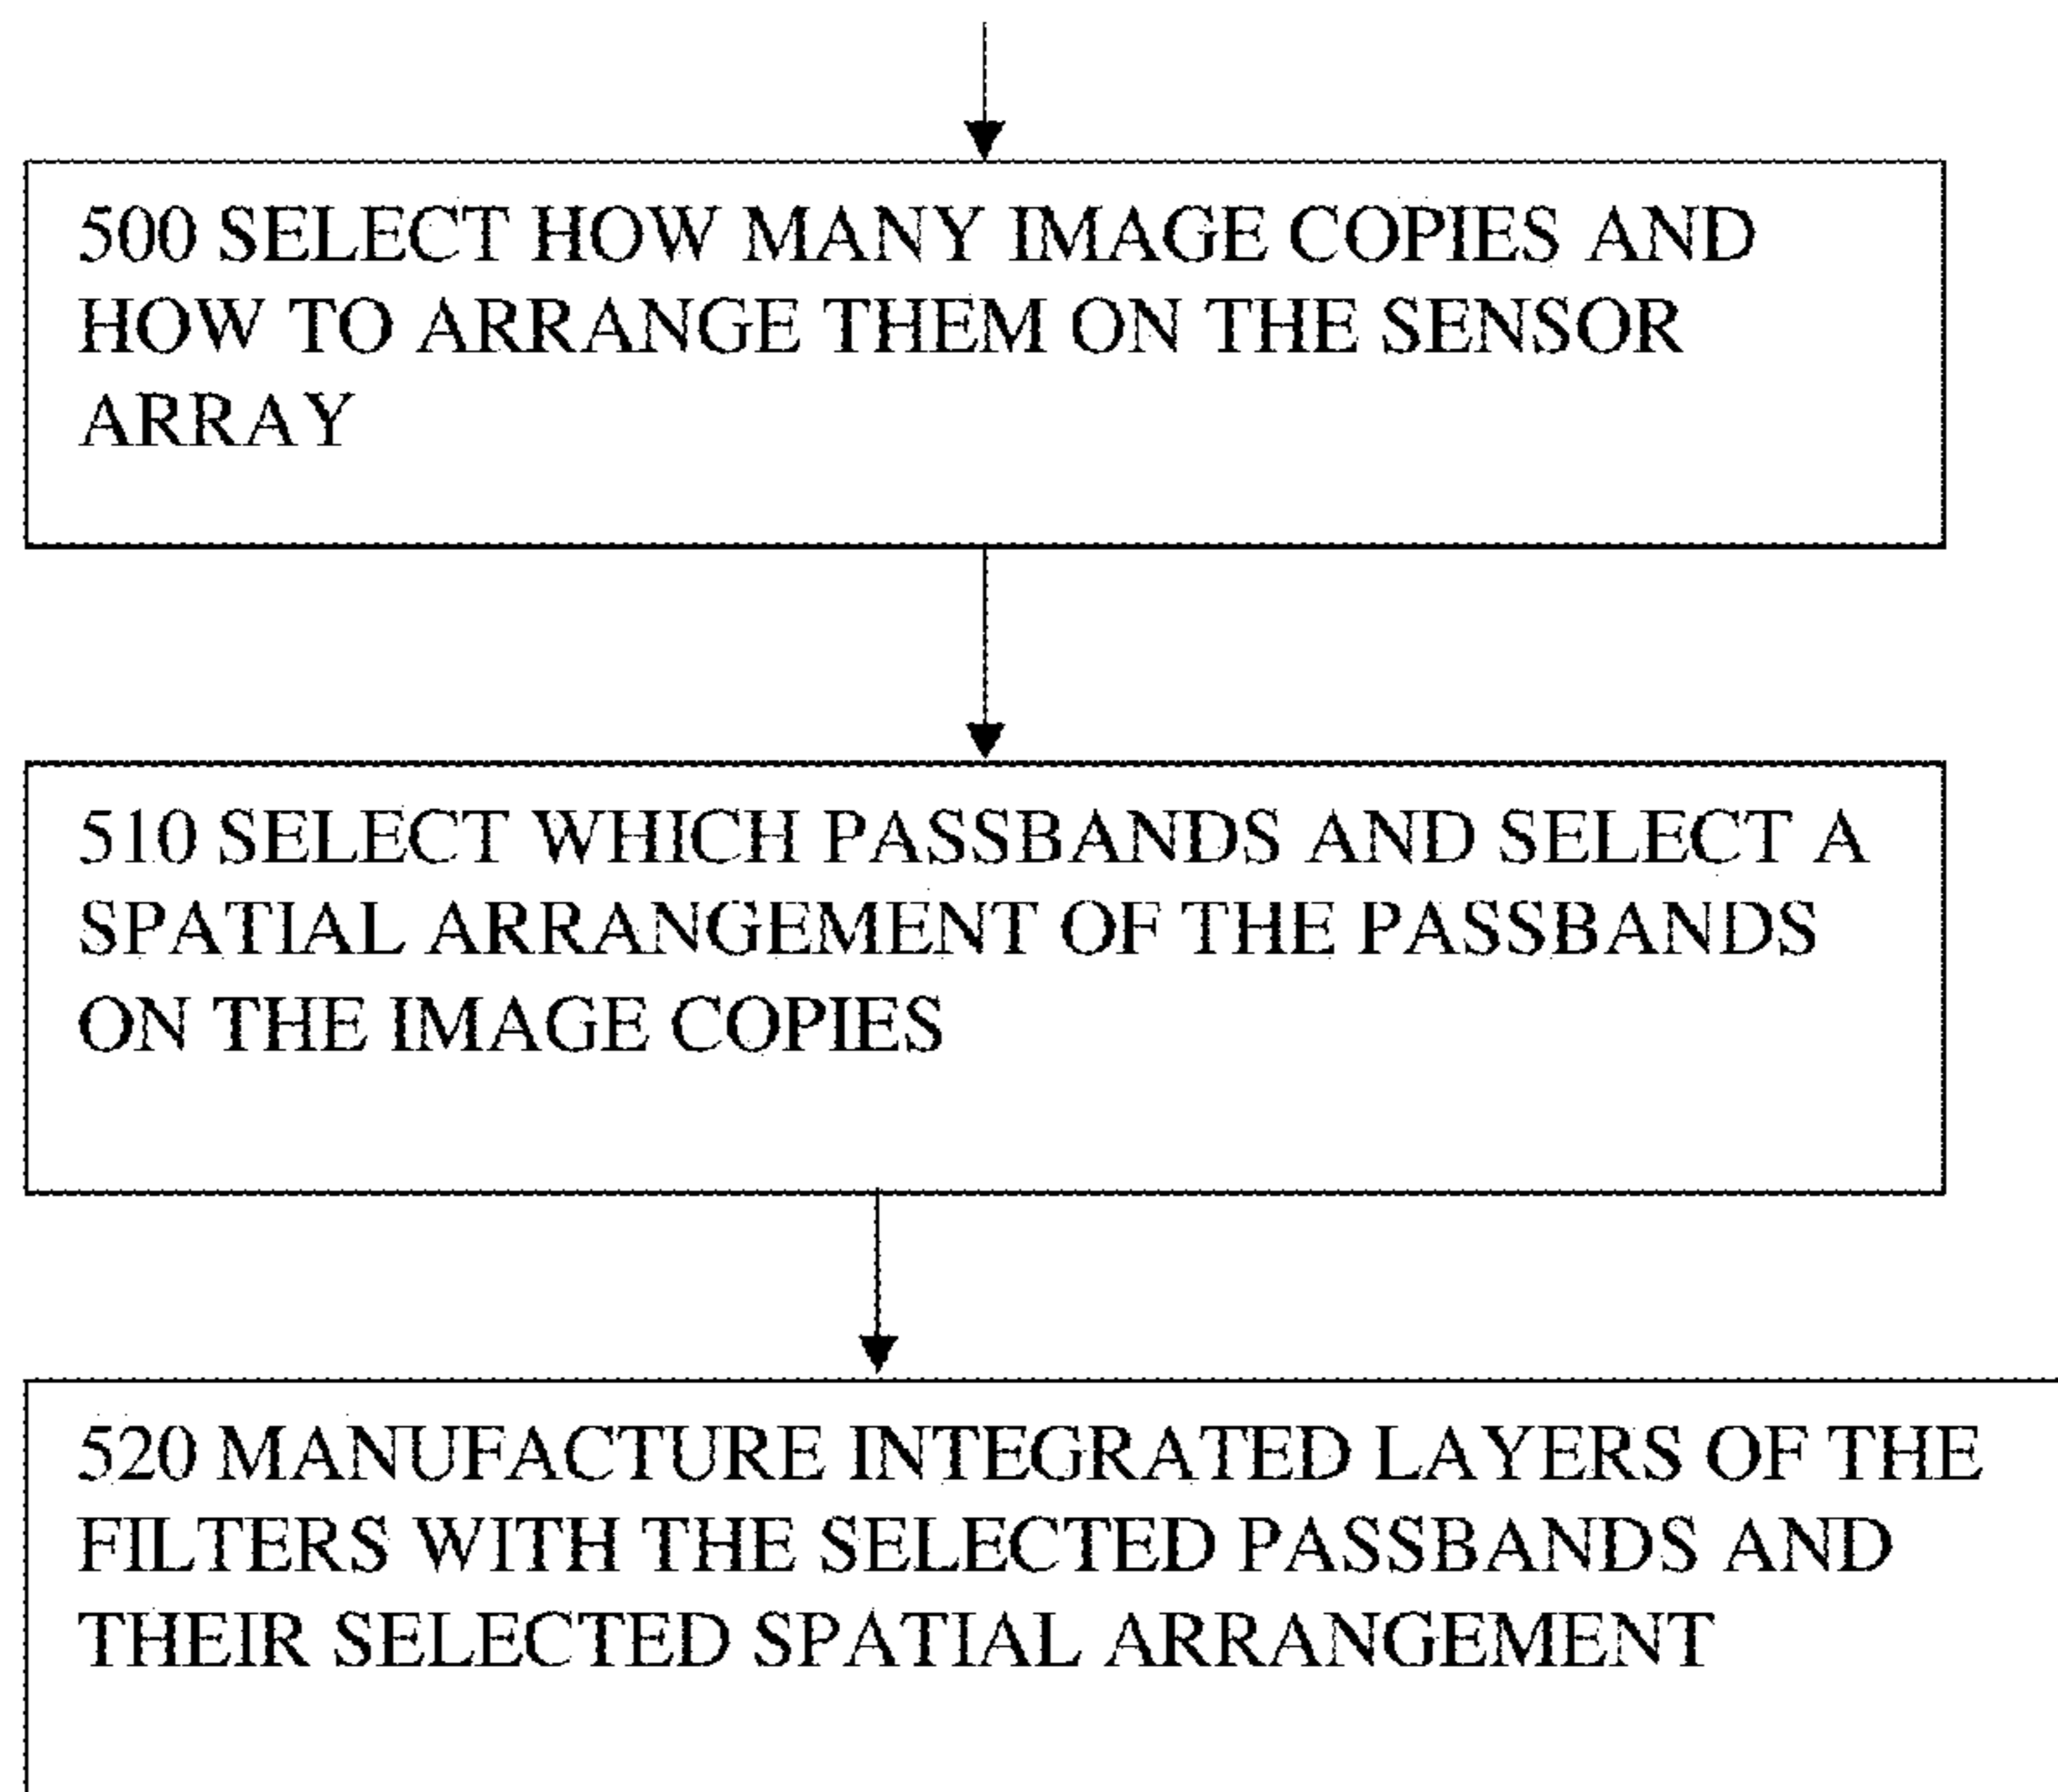 500 SELECT HOW MANY IMAGE COPIES AND
HOW TO ARRANGE THEM ON THE SENSOR
ARRAY
510 SELECT WHICH PASSBANDS AND SELECT A
SPATIAL ARRANGEMENT OF THE PASSBANDS
ON THE IMAGE COPIES
520 MANUFACTURE INTEGRATED LAYERS OF THE
FILTERS WITH THE SELECTED PASSBANDS AND
THEIR SELECTED SPATIAL ARRANGEMENT